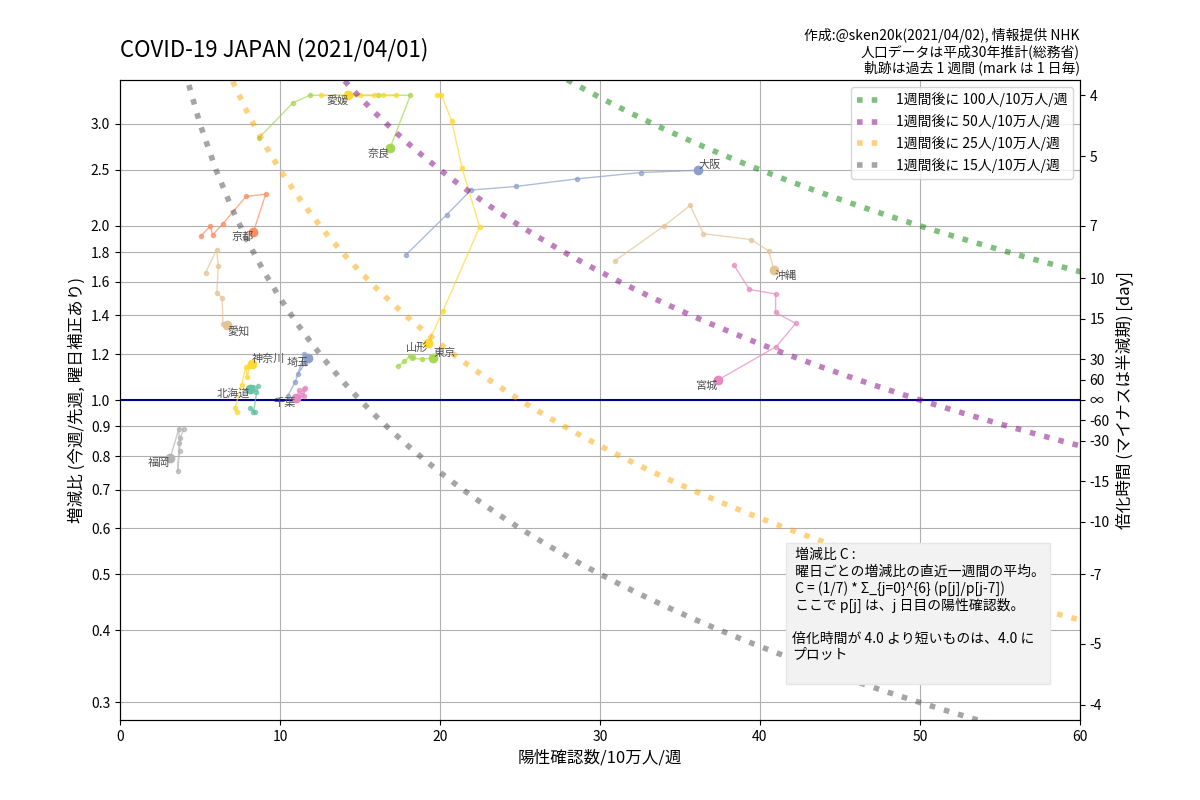 COVID-19 JAPAN (2021/04/01)
作成:@sken20k(2021/04/02), 情報提供 NHK
人口データは平成30年推計(総務省)
軌跡は過去１週間 (mark は 1 日毎)
1週間後に 100人/10万人/週
1週間後に 50人/10万人/週
1週間後に 25人/10万人/週
1週間後に 15人/10万人/週
愛媛
奈良
大阪
京都
沖縄
愛知
山形
東京
神奈川
埼玉
宮城
北海道
千葉
福岡
3.0
2.5
2.0
1.8
1.6
1.4
1.2
1.0
0.9
0.8
0.7
0.6
0.5
0.4
0.3
増減比 (今週/先週, 曜日補正あり)
4
5
7
10
15
30
60
∞
-60
-30
-15
-10
-7
-5
-4
倍化時間 (マイナスは半減期) [day]
増減比 C :
曜日ごとの増減比の直近一週間の平均。
C = (1/7) * Σ_{j=0}^{6} (p[j]/p[j-7])
ここで p[j] は、j 日目の陽性確認数。
倍化時間が 4.0 より短いものは、4.0 に
プロット
0
10
20
30
40
50
60
陽性確認数/10万人/週